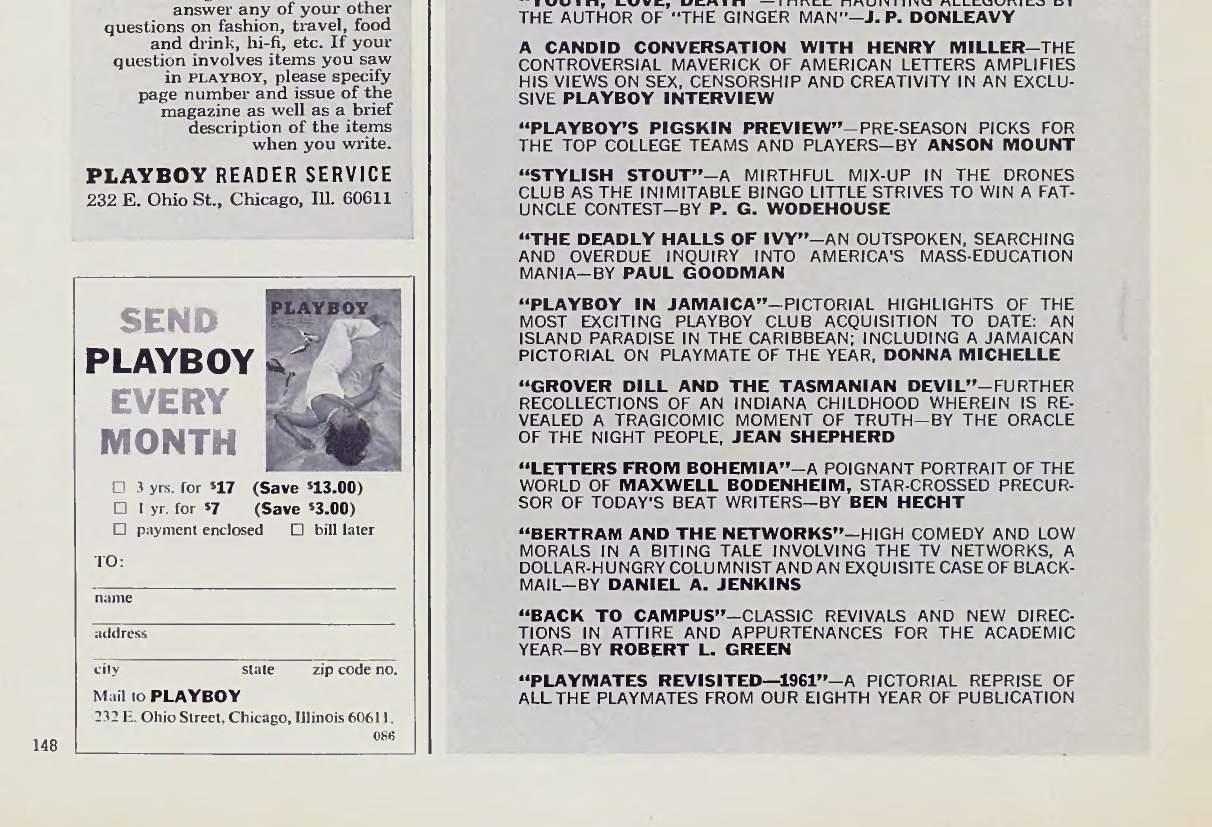 answer any of your other
questions on fashion, travel, food
and drink, hi-fi, etc. If your
question involves items you saw
in PLAYBOY, please specify
page number and issue of the
magazine as well as a brief
description of the items
when you write.
PLAYBOY READER SERVICE
232 E. Ohio St., Chicago, Ill. 60611
SEND
PLAYBOY
EVERY
MONTH
PLAYBOY
☐ 3 yrs. for $17 (Save $13.00)
☐ 1 yr. for $7 (Save $3.00)
☐ payment enclosed ☐ bill later
TO:
name
address
city state zip code no.
Mail to PLAYBOY
232 E. Ohio Street, Chicago, Illinois 60611.
086
148
"YOUTH, LOVE, DEATH"—THREE HAUNTING ALLEGORIES BY
THE AUTHOR OF "THE GINGER MAN"—J. P. DONLEAVY
A CANDID CONVERSATION WITH HENRY MILLER—THE
CONTROVERSIAL MAVERICK OF AMERICAN LETTERS AMPLIFIES
HIS VIEWS ON SEX, CENSORSHIP AND CREATIVITY IN AN EXCLU-
SIVE PLAYBOY INTERVIEW
"PLAYBOY'S PIGSKIN PREVIEW"—PRE-SEASON PICKS FOR
THE TOP COLLEGE TEAMS AND PLAYERS—BY ANSON MOUNT
"STYLISH STOUT"—A MIRTHFUL MIX-UP IN THE DRONES
CLUB AS THE INIMITABLE BINGO LITTLE STRIVES TO WIN A FAT-
UNCLE CONTEST—BY P. G. WODEHOUSE
"THE DEADLY HALLS OF IVY"—AN OUTSPOKEN, SEARCHING
AND OVERDUE INQUIRY INTO AMERICA'S MASS-EDUCATION
MANIA—BY PAUL GOODMAN
"PLAYBOY IN JAMAICA"—PICTORIAL HIGHLIGHTS OF THE
MOST EXCITING PLAYBOY CLUB ACQUISITION TO DATE: AN
ISLAND PARADISE IN THE CARIBBEAN; INCLUDING A JAMAICAN
PICTORIAL ON PLAYMATE OF THE YEAR, DONNA MICHELLE
"GROVER DILL AND THE TASMANIAN DEVIL"—FURTHER
RECOLLECTIONS OF AN INDIANA CHILDHOOD WHEREIN IS RE-
VEALED A TRAGICOMIC MOMENT OF TRUTH—BY THE ORACLE
OF THE NIGHT PEOPLE, JEAN SHEPHERD
"LETTERS FROM BOHEMIA"—A POIGNANT PORTRAIT OF THE
WORLD OF MAXWELL BODENHEIM, STAR-CROSSED PRECUR-
SOR OF TODAY'S BEAT WRITERS—BY BEN HECHT
"BERTRAM AND THE NETWORKS"—HIGH COMEDY AND LOW
MORALS IN A BITING TALE INVOLVING THE TV NETWORKS, A
DOLLAR-HUNGRY COLUMNIST AND AN EXQUISITE CASE OF BLACK-
MAIL—BY DANIEL A. JENKINS
"BACK TO CAMPUS"—CLASSIC REVIVALS AND NEW DIREC-
TIONS IN ATTIRE AND APPURTENANCES FOR THE ACADEMIC
YEAR—BY ROBERT L. GREEN
"PLAYMATES REVISITED—1961"—A PICTORIAL REPRISE OF
ALL THE PLAYMATES FROM OUR EIGHTH YEAR OF PUBLICATION